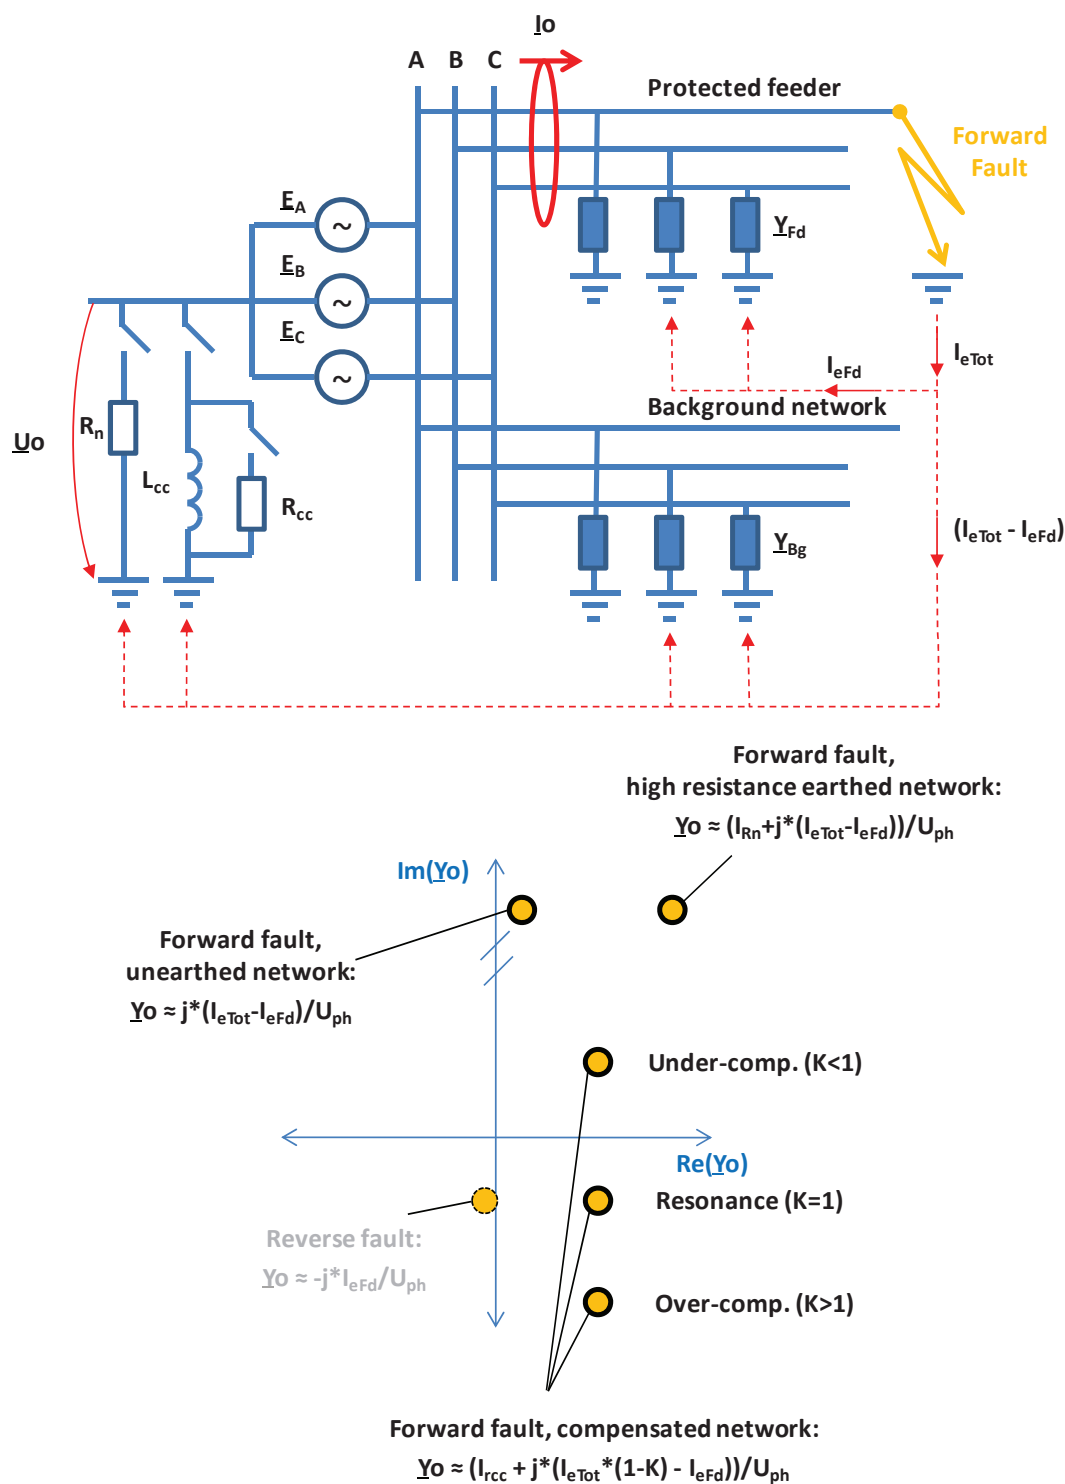 Io
A B C
Protected feeder
Forward
Fault
EA
~
YFd
EB
~
EC
IeTot
~
IeFd
Background network
Rn
Uo
Lcc
Rcc
(IeTot - IeFd)
YBg
Forward fault,
high resistance earthed network:
Yo ≈ (IRn+j*(IeTot-IeFd))/Uph
Im(Yo)
Forward fault,
unearthed network:
Yo ≈ j*(IeTot-IeFd)/Uph
Under-comp. (K<1)
Re(Yo)
Resonance (K=1)
Reverse fault:
Yo ≈ -j*IeFd/Uph
Over-comp. (K>1)
Forward fault, compensated network:
Yo ≈ (Ircc + j*(IeTot*(1-K) - IeFd))/Uph